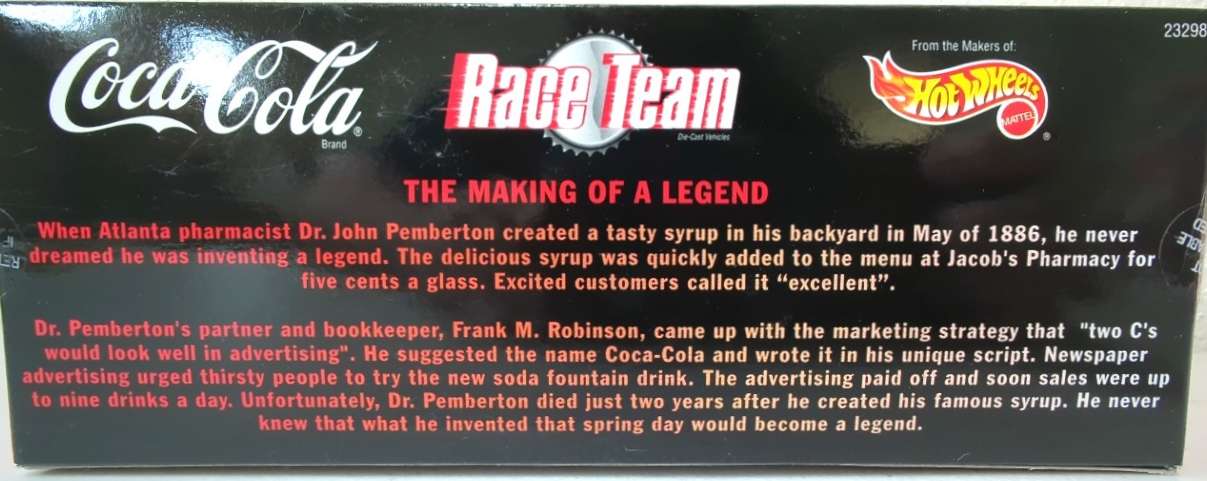 23298
Coca-Cola
Brand
Race Team
Die-Cast Vehicles
From the Makers of:
Hot Wheels
MATTEL
THE MAKING OF A LEGEND
When Atlanta pharmacist Dr. John Pemberton created a tasty syrup in his backyard in May of 1886, he never
dreamed he was inventing a legend. The delicious syrup was quickly added to the menu at Jacob's Pharmacy for
five cents a glass. Excited customers called it “excellent”.
Dr. Pemberton's partner and bookkeeper, Frank M. Robinson, came up with the marketing strategy that "two C's
would look well in advertising". He suggested the name Coca-Cola and wrote it in his unique script. Newspaper
advertising urged thirsty people to try the new soda fountain drink. The advertising paid off and soon sales were up
to nine drinks a day. Unfortunately, Dr. Pemberton died just two years after he created his famous syrup. He never
knew that what he invented that spring day would become a legend.